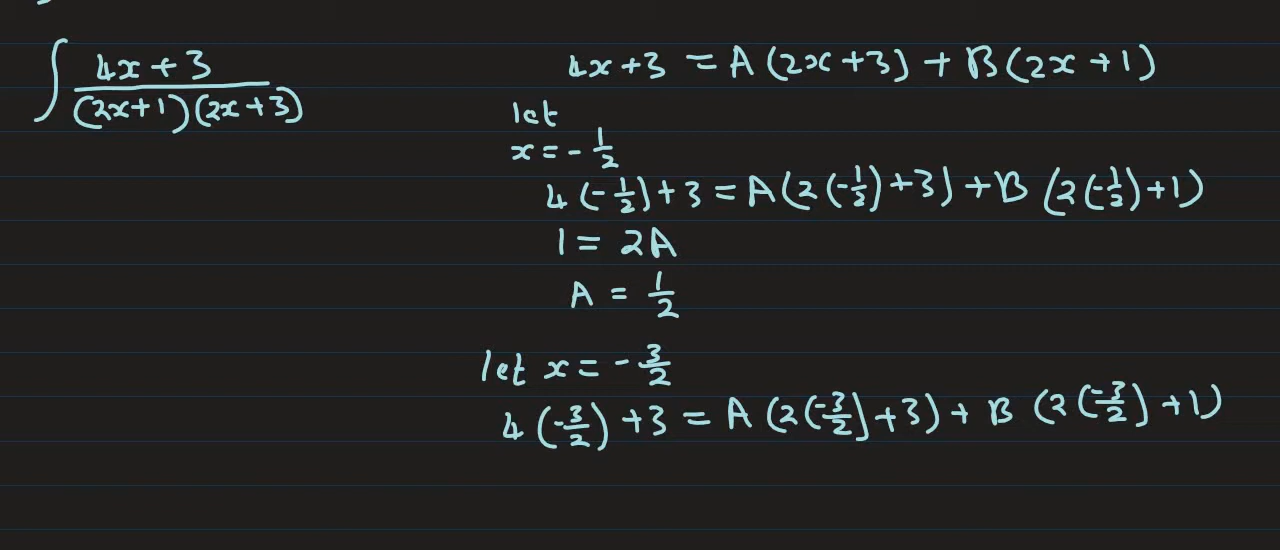 ∫ (4x + 3)/((2x+1)(2x+3))
4x + 3 = A(2x+3) + B(2x+1)
let
x = -1/2
4(-1/2) + 3 = A(2(-1/2) + 3) + B(2(-1/2) + 1)
1 = 2A
A = 1/2
let x = -3/2
4(-3/2) + 3 = A(2(-3/2) + 3) + B(2(-3/2) + 1)